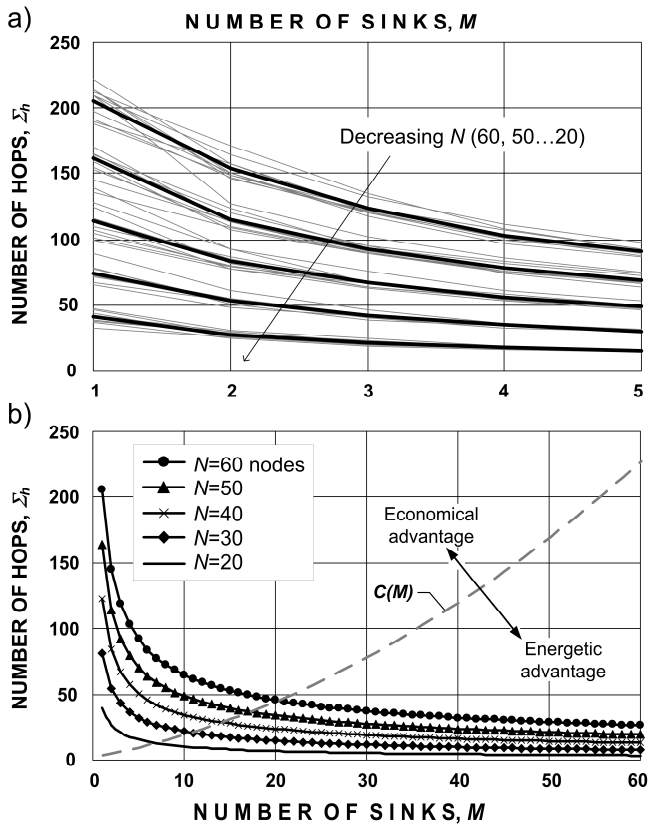 a)
NUMBER OF SINKS, M
NUMBER OF HOPS, Σh
250
200
150
100
50
0
Decreasing N (60, 50...20)
1 2 3 4 5
b)
NUMBER OF HOPS, Σh
250
200
150
100
50
0
N=60 nodes
N=50
N=40
N=30
N=20
Economical
advantage
C(M)
Energetic
advantage
0 10 20 30 40 50 60
NUMBER OF SINKS, M